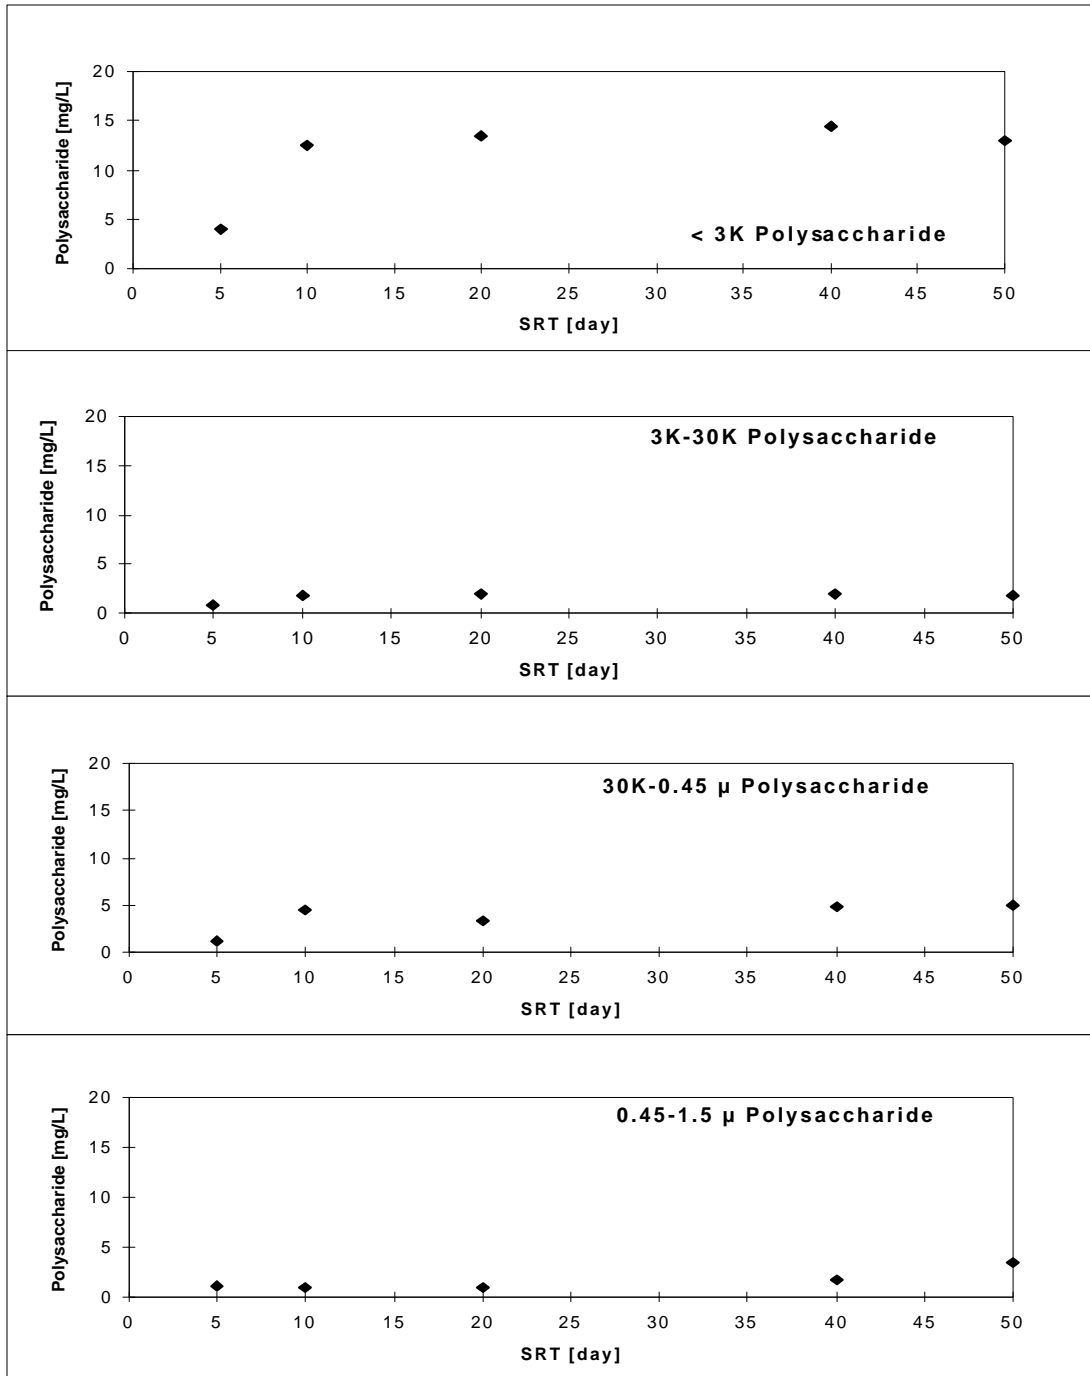 20
15
10
5
0
Polysaccharide [mg/L]
< 3K Polysaccharide
0 5 10 15 20 25 30 35 40 45 50
SRT [day]
20
15
10
5
0
Polysaccharide [mg/L]
3K-30K Polysaccharide
0 5 10 15 20 25 30 35 40 45 50
SRT [day]
20
15
10
5
0
Polysaccharide [mg/L]
30K-0.45 µ Polysaccharide
0 5 10 15 20 25 30 35 40 45 50
SRT [day]
20
15
10
5
0
Polysaccharide [mg/L]
0.45-1.5 µ Polysaccharide
0 5 10 15 20 25 30 35 40 45 50
SRT [day]